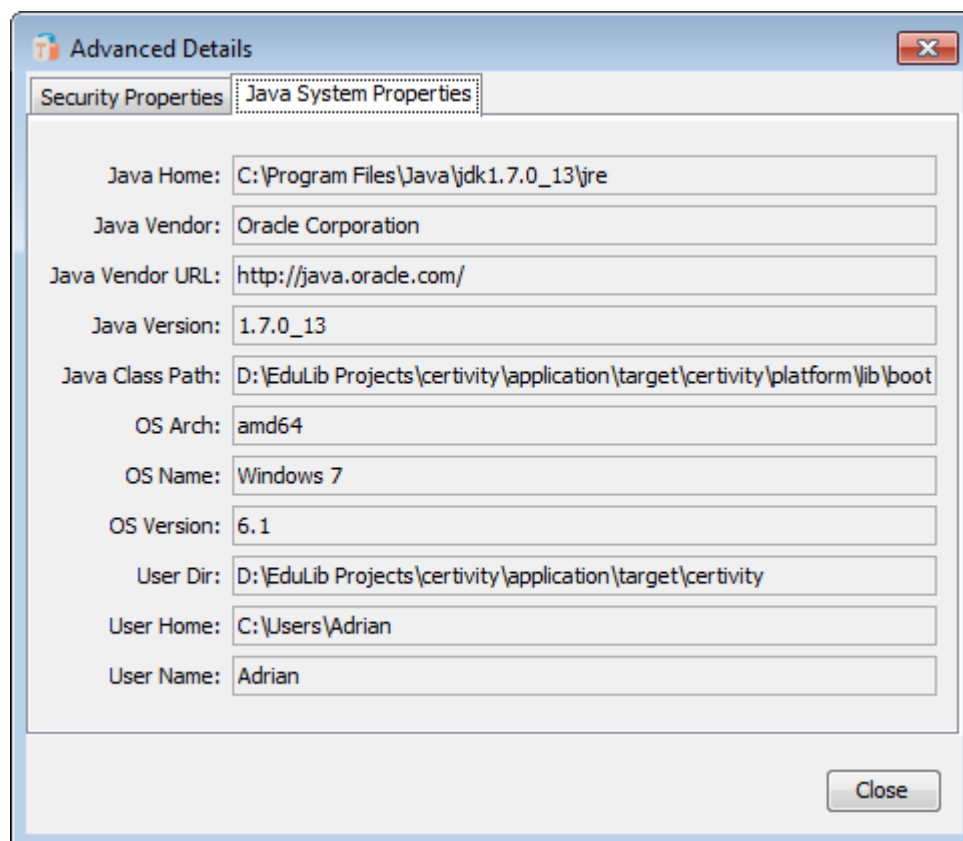 Advanced Details
Security Properties Java System Properties
Java Home: C:\Program Files\Java\jdk1.7.0_13\jre
Java Vendor: Oracle Corporation
Java Vendor URL: http://java.oracle.com/
Java Version: 1.7.0_13
Java Class Path: D:\EduLib Projects\certivity\application\target\certivity\platform\lib\boot
OS Arch: amd64
OS Name: Windows 7
OS Version: 6.1
User Dir: D:\EduLib Projects\certivity\application\target\certivity
User Home: C:\Users\Adrian
User Name: Adrian
Close